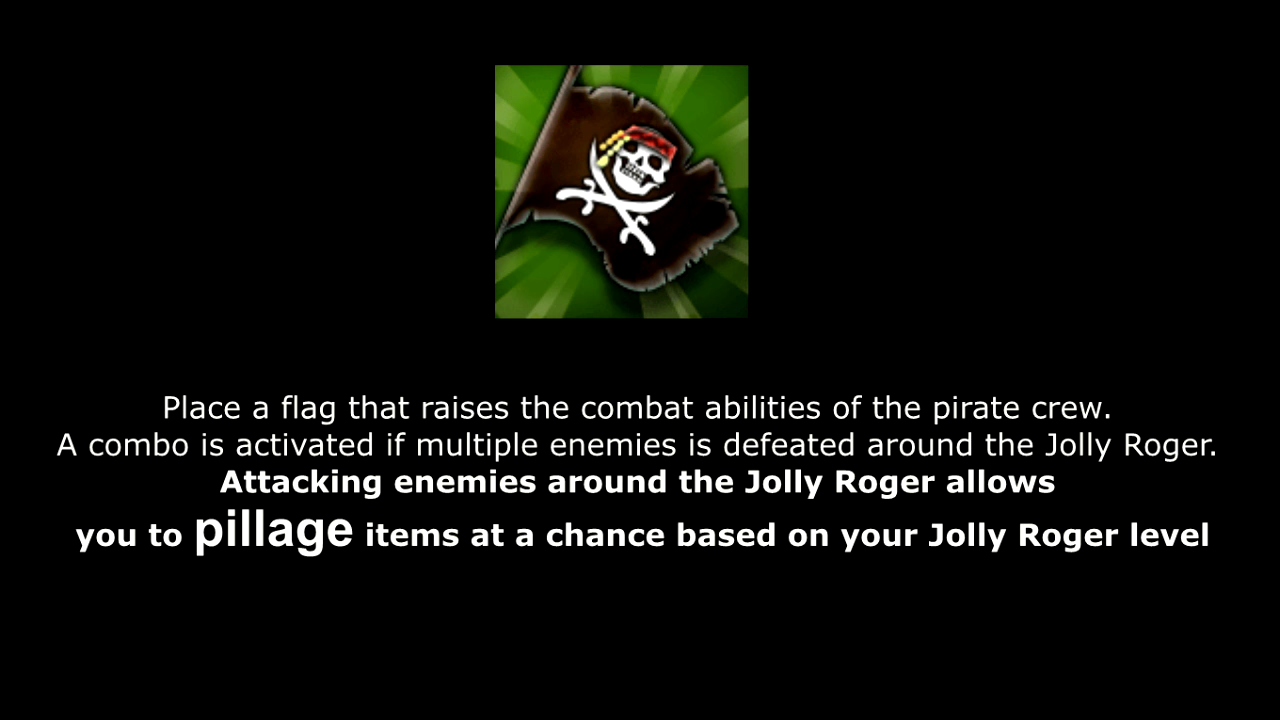 Place a flag that raises the combat abilities of the pirate crew.
A combo is activated if multiple enemies is defeated around the Jolly Roger.
Attacking enemies around the Jolly Roger allows
you to pillage items at a chance based on your Jolly Roger level